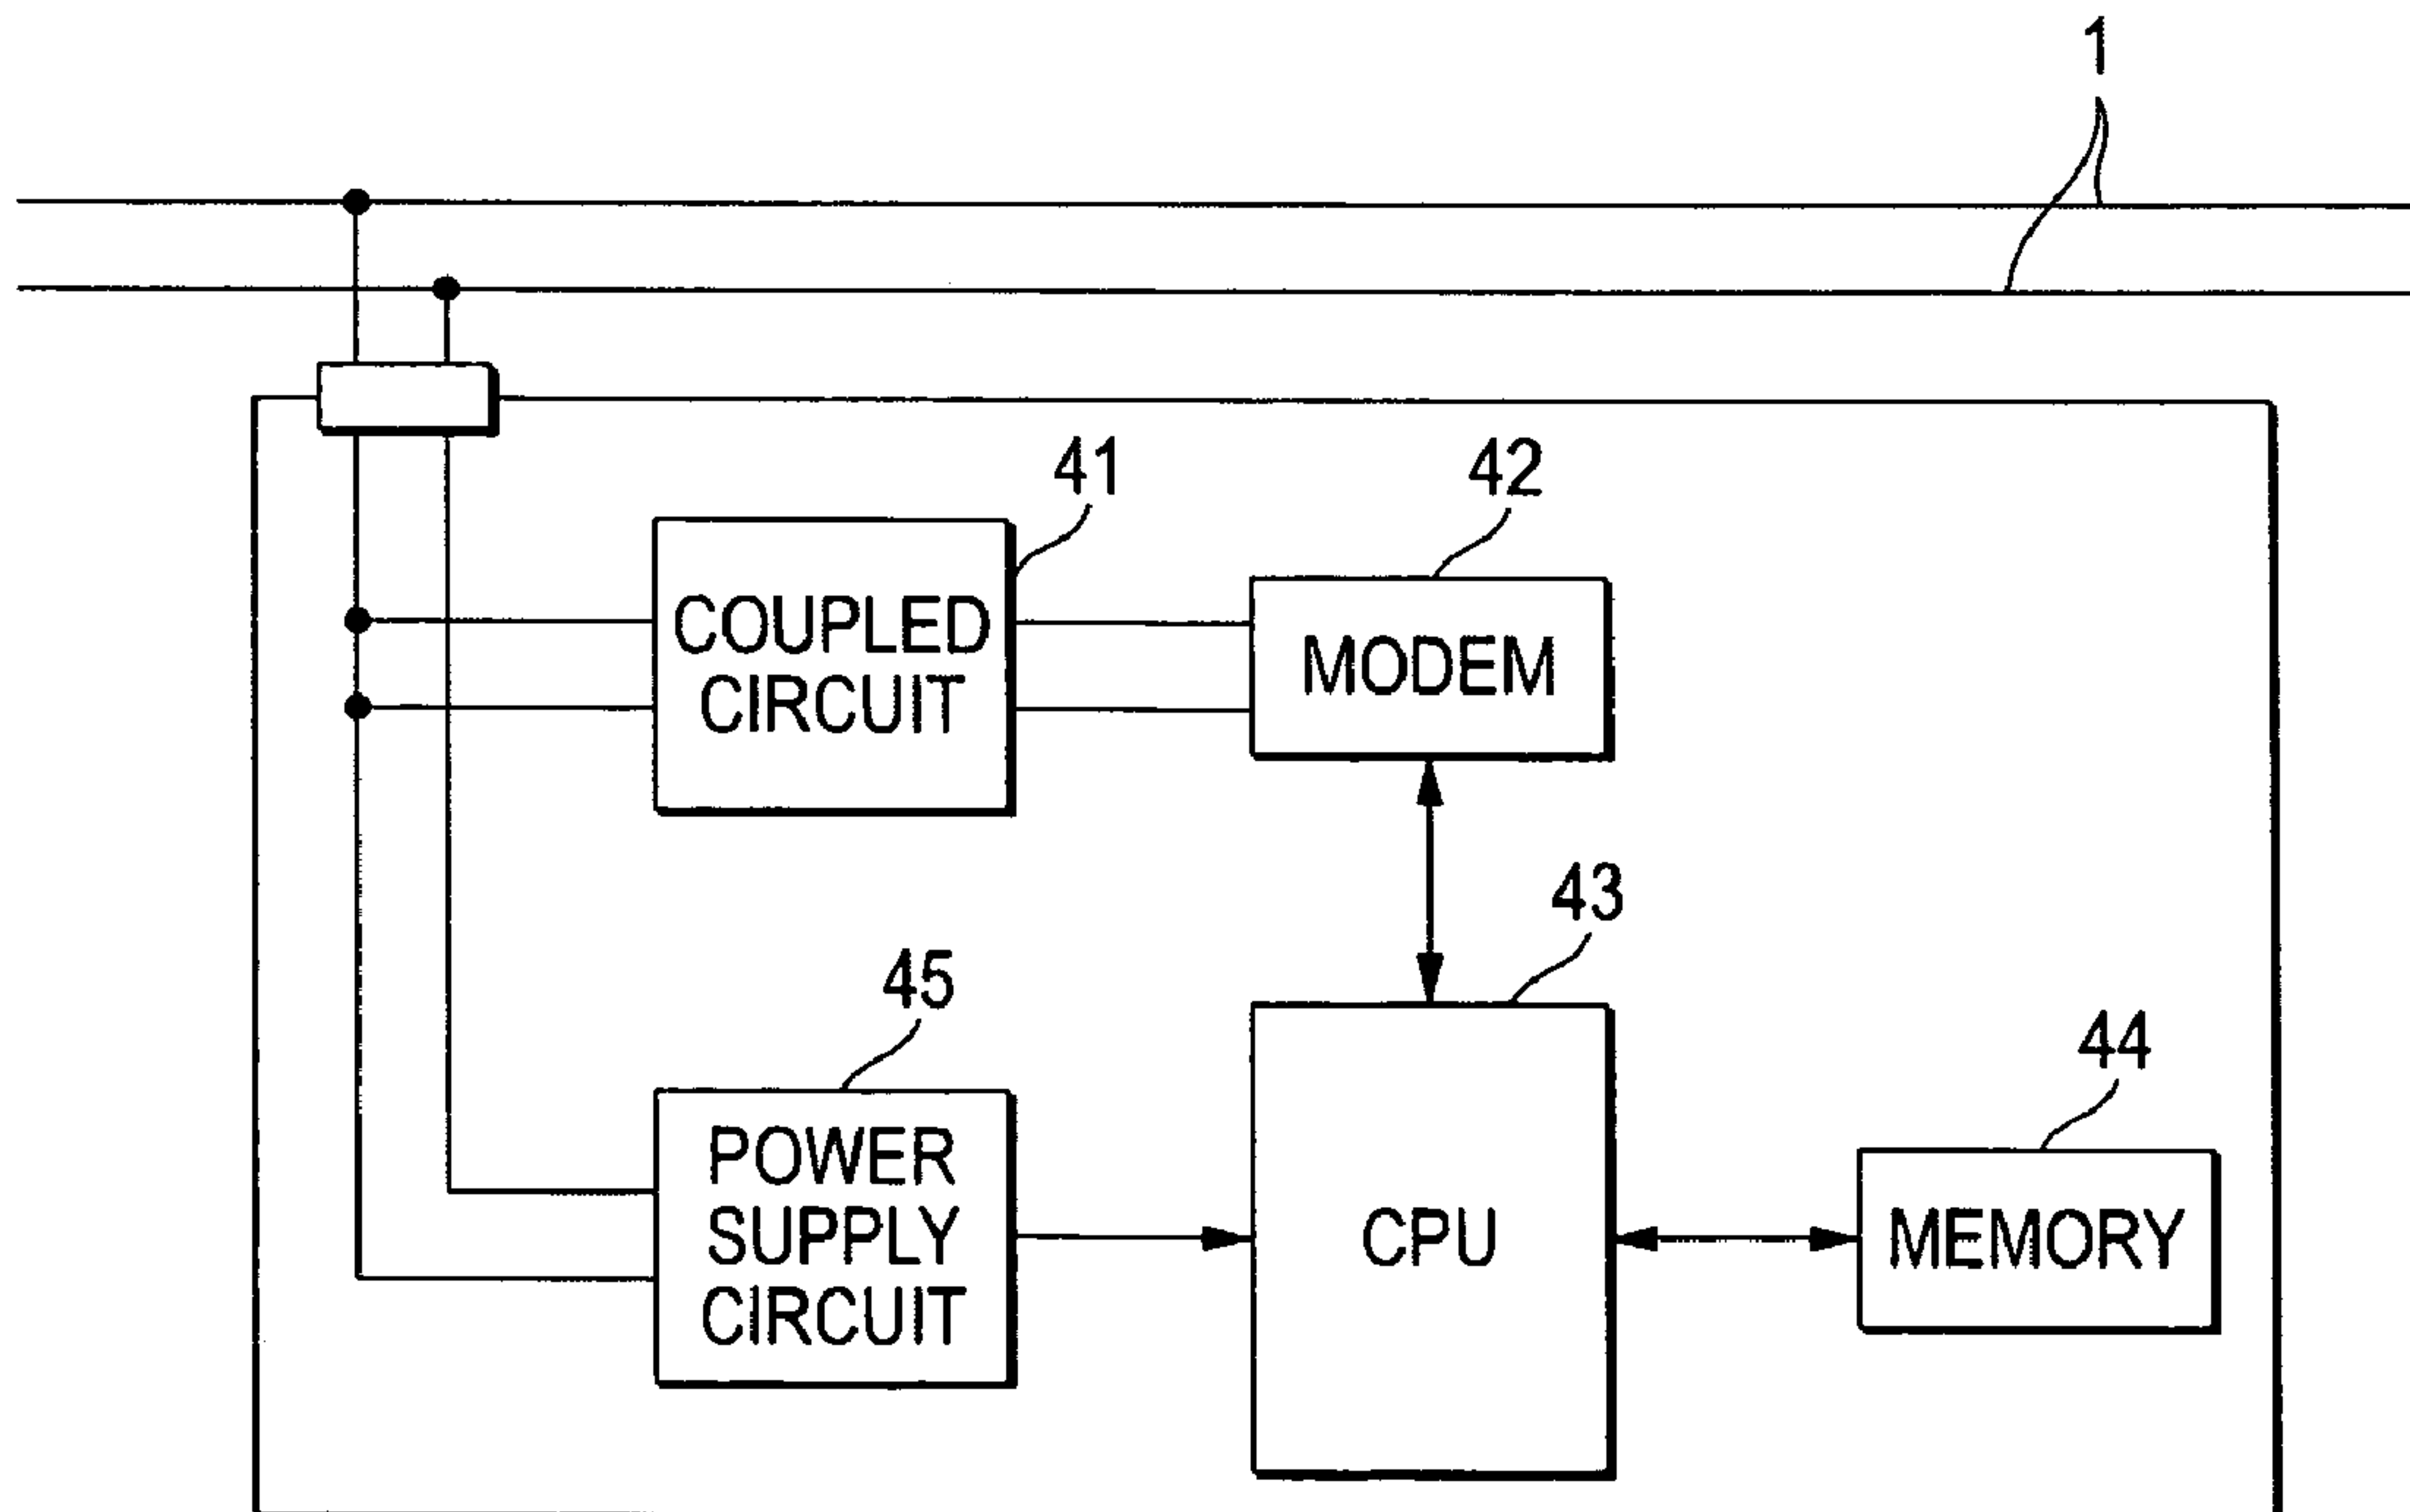 1
41
COUPLED
CIRCUIT
42
MODEM
43
CPU
44
MEMORY
45
POWER
SUPPLY
CIRCUIT